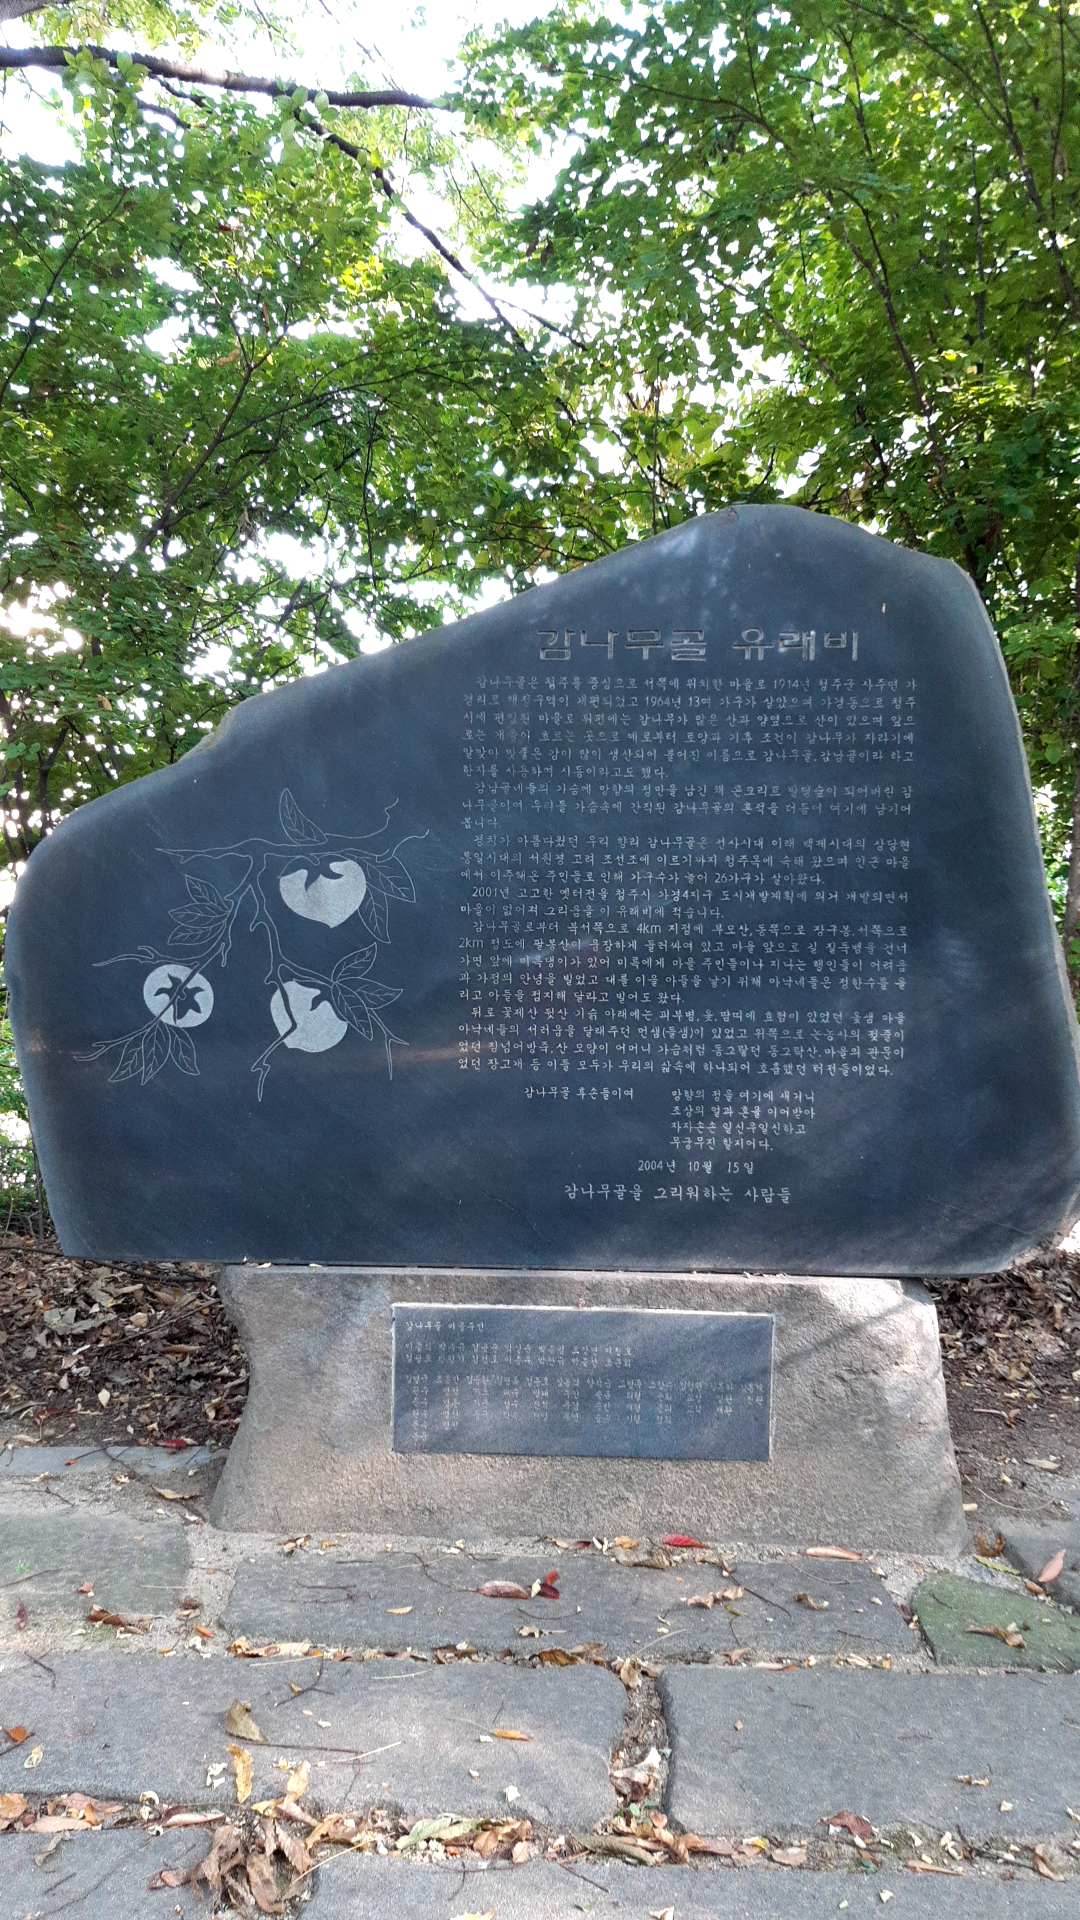 감나무골 유래비
감나무골은 청주를 중심으로 서쪽에 위치한 마을로 1914년 청주군 사주면 가
경리로 행정구역이 개편되었고 1964년 13여 가구가 살았으며 가경동으로 청주
시에 편입된 마을로 뒤편에는 감나무가 많은 산과 양옆으로 산이 있으며 앞으
로는 개울이 흐르는 곳으로 예로부터 토양과 기후 조건이 감나무가 자라기에
알맞아 맛좋은 감이 많이 생산되어 붙어진 이름으로 감나무골, 감남골이라 하고
한자를 사용하여 시동이라고도 했다.
감남골네들의 가슴에 망향의 정만을 남긴 채 콘크리트 빌딩숲이 되어버린 감
나무골이여 우리들 가슴속에 간직된 감나무골의 흔적을 더듬어 여기에 남기어
봅니다.
경치가 아름다웠던 우리 향리 감나무골은 선사시대 이래 백제시대의 상당현
통일시대의 서원경 고려 조선조에 이르기까지 청주목에 속해 왔으며 인근 마을
에서 이주해온 주민들로 인해 가구수가 늘어 26가구가 살아왔다.
2001년 고고한 옛터전을 청주시 가경4지구 도시개발계획에 의거 개발되면서
마을이 없어져 그리움을 이 유래비에 적습니다.
감나무골로부터 북서쪽으로 4km 지점에 부모산, 동쪽으로 장구봉, 서쪽으로
2km 정도에 팔봉산이 웅장하게 둘러싸여 있고 마을 앞으로 길 질둑범을 건너
가면 앞에 미륵댕이가 있어 미륵에게 마을 주민들이나 지나는 행인들이 어려움
과 가정의 안녕을 빌었고 대를 이을 아들을 낳기 위해 아낙네들은 정한수를 올
리고 아들을 점지해 달라고 빌어도 왔다.
뒤로 꽃제산 뒷산 기슭 아래에는 피부병, 옻, 땀띠에 효험이 있었던 옻샘 마을
아낙네들의 서러움을 달래주던 먼샘(들샘)이 있었고 위쪽으로 논농사의 젖줄이
었던 짐넘어방죽, 산 모양이 어머니 가슴처럼 동그랗던 동그락산, 마을의 관문이
었던 장고개 등 이들 모두가 우리의 삶속에 하나되어 호흡했던 터전들이었다.
감나무골 후손들이여 망향의 정을 여기에 새기니
조상의 얼과 혼을 이어받아
자자손손 일신우일신하고
무궁무진 할지어다.
2004년 10월 15일
감나무골을 그리워하는 사람들
감나무골 마을주민